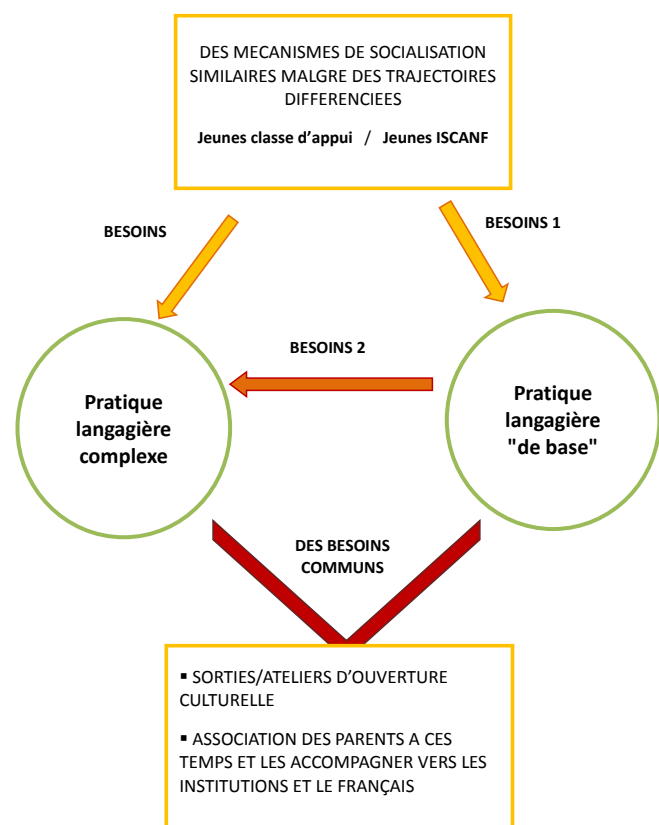 DES MECANISMES DE SOCIALISATION
SIMILAIRES MALGRE DES TRAJECTOIRES
DIFFERENCIEES
Jeunes classe d’appui / Jeunes ISCANF
BESOINS
BESOINS 1
BESOINS 2
Pratique
langagière
complexe
Pratique
langagière
"de base"
DES BESOINS
COMMUNS
▪ SORTIES/ATELIERS D’OUVERTURE
CULTURELLE
▪ ASSOCIATION DES PARENTS A CES
TEMPS ET LES ACCOMPAGNER VERS LES
INSTITUTIONS ET LE FRANÇAIS